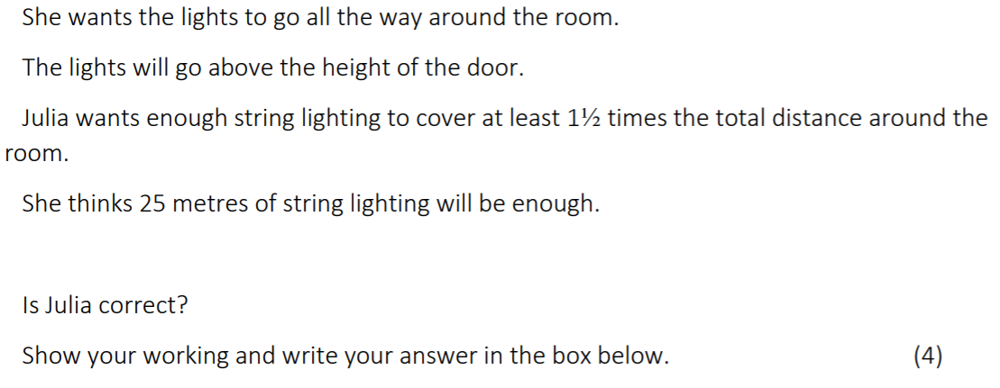 She wants the lights to go all the way around the room.
The lights will go above the height of the door.
Julia wants enough string lighting to cover at least 1½ times the total distance around the
room.
She thinks 25 metres of string lighting will be enough.
Is Julia correct?
Show your working and write your answer in the box below. (4)